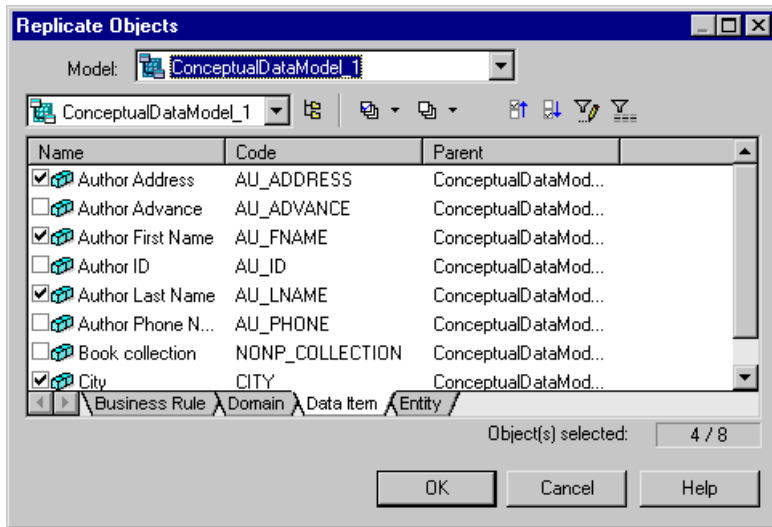 Replicate Objects
Model: ConceptualDataModel_1
ConceptualDataModel_1
Name Code Parent
Author Address AU_ADDRESS ConceptualDataMod...
Author Advance AU_ADVANCE ConceptualDataMod...
Author First Name AU_FNAME ConceptualDataMod...
Author ID AU_ID ConceptualDataMod...
Author Last Name AU_LNAME ConceptualDataMod...
Author Phone N... AU_PHONE ConceptualDataMod...
Book collection NONP_COLLECTION ConceptualDataMod...
City CITY ConceptualDataMod...
Business Rule Domain Data Item Entity
Object(s) selected: 4 / 8
OK Cancel Help